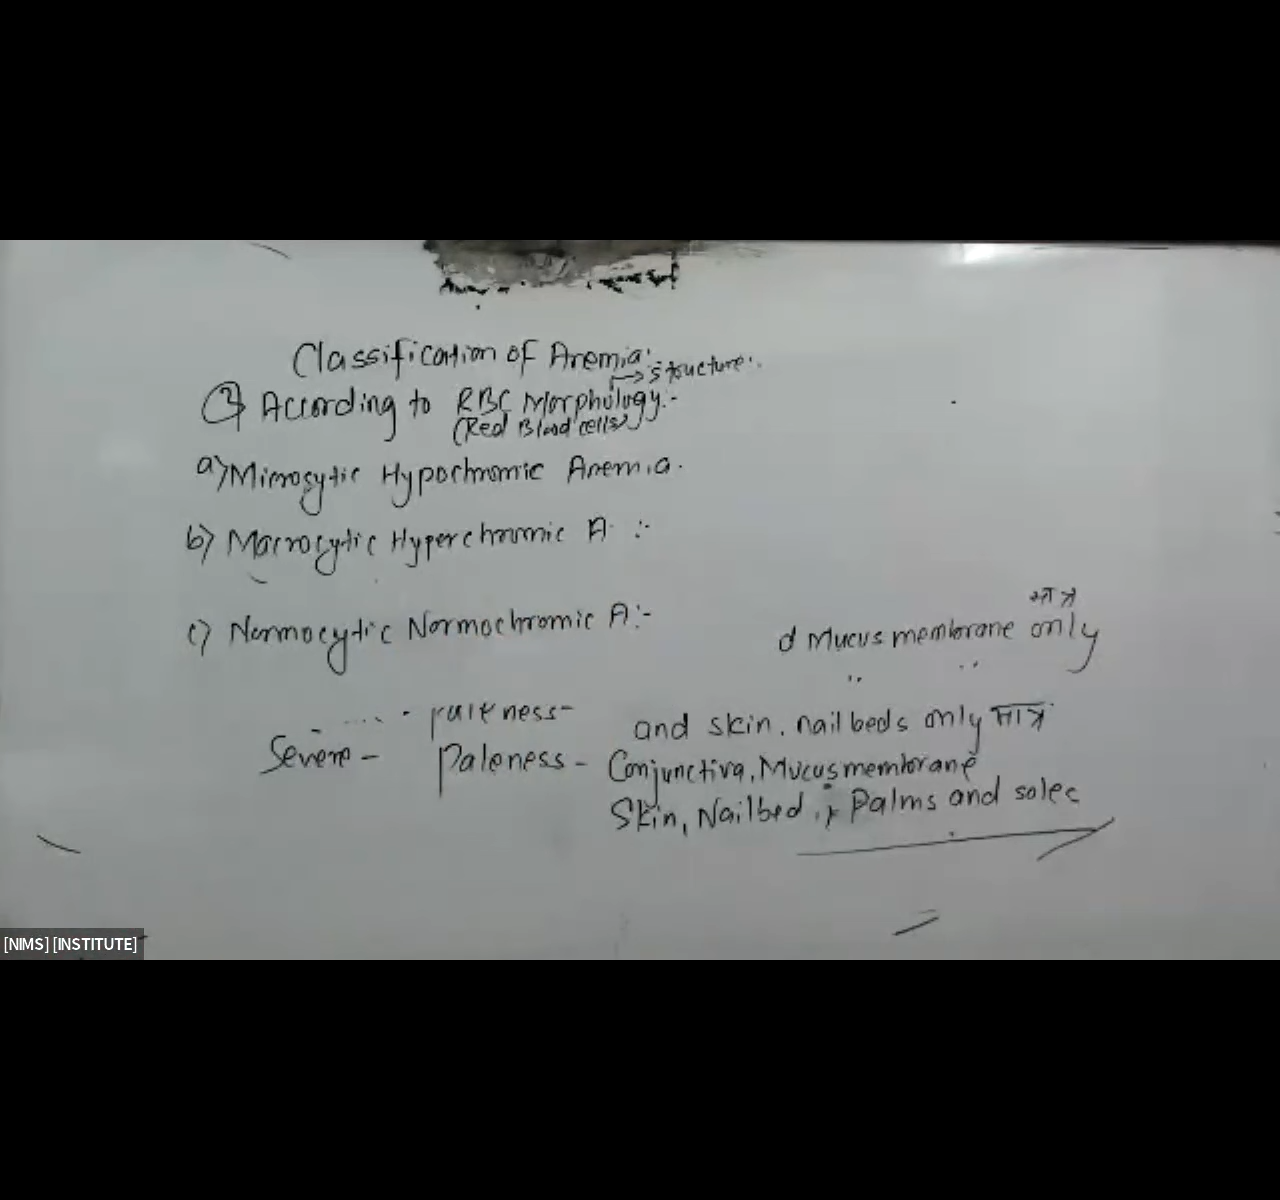 Classification of Anemia:
↳ structure:
② According to RBC Morphology:-
(Red Blood cells)
a) Microcytic Hypochromic Anemia.
b) Macrocytic Hyperchromic A :-
c) Normocytic Normochromic A:-
मात्र
d Mucus membrane only
paleness- and skin, nail beds only मात्र
Severe - Paleness - Conjunctiva, Mucus membrane
Skin, Nailbed, Palms and soles
[NIMS] [INSTITUTE]